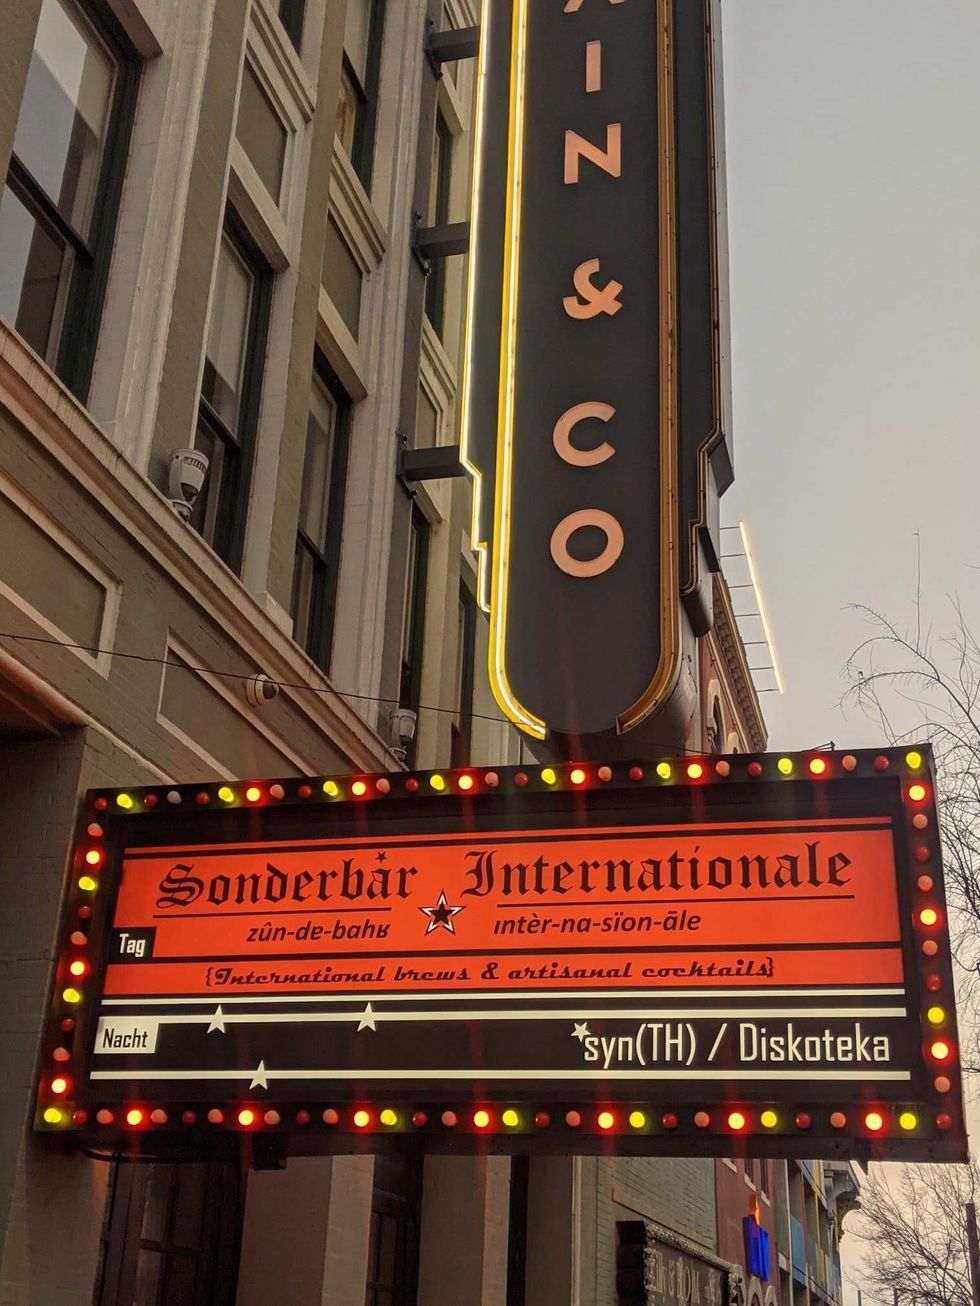 IN
&
CO
Sonderbår Internationale
zûn-de-bahʁ ıntèr-na-sïon-āle
Tag
{International brews & artisanal cocktails}
Nacht
syn(TH) / Diskoteka